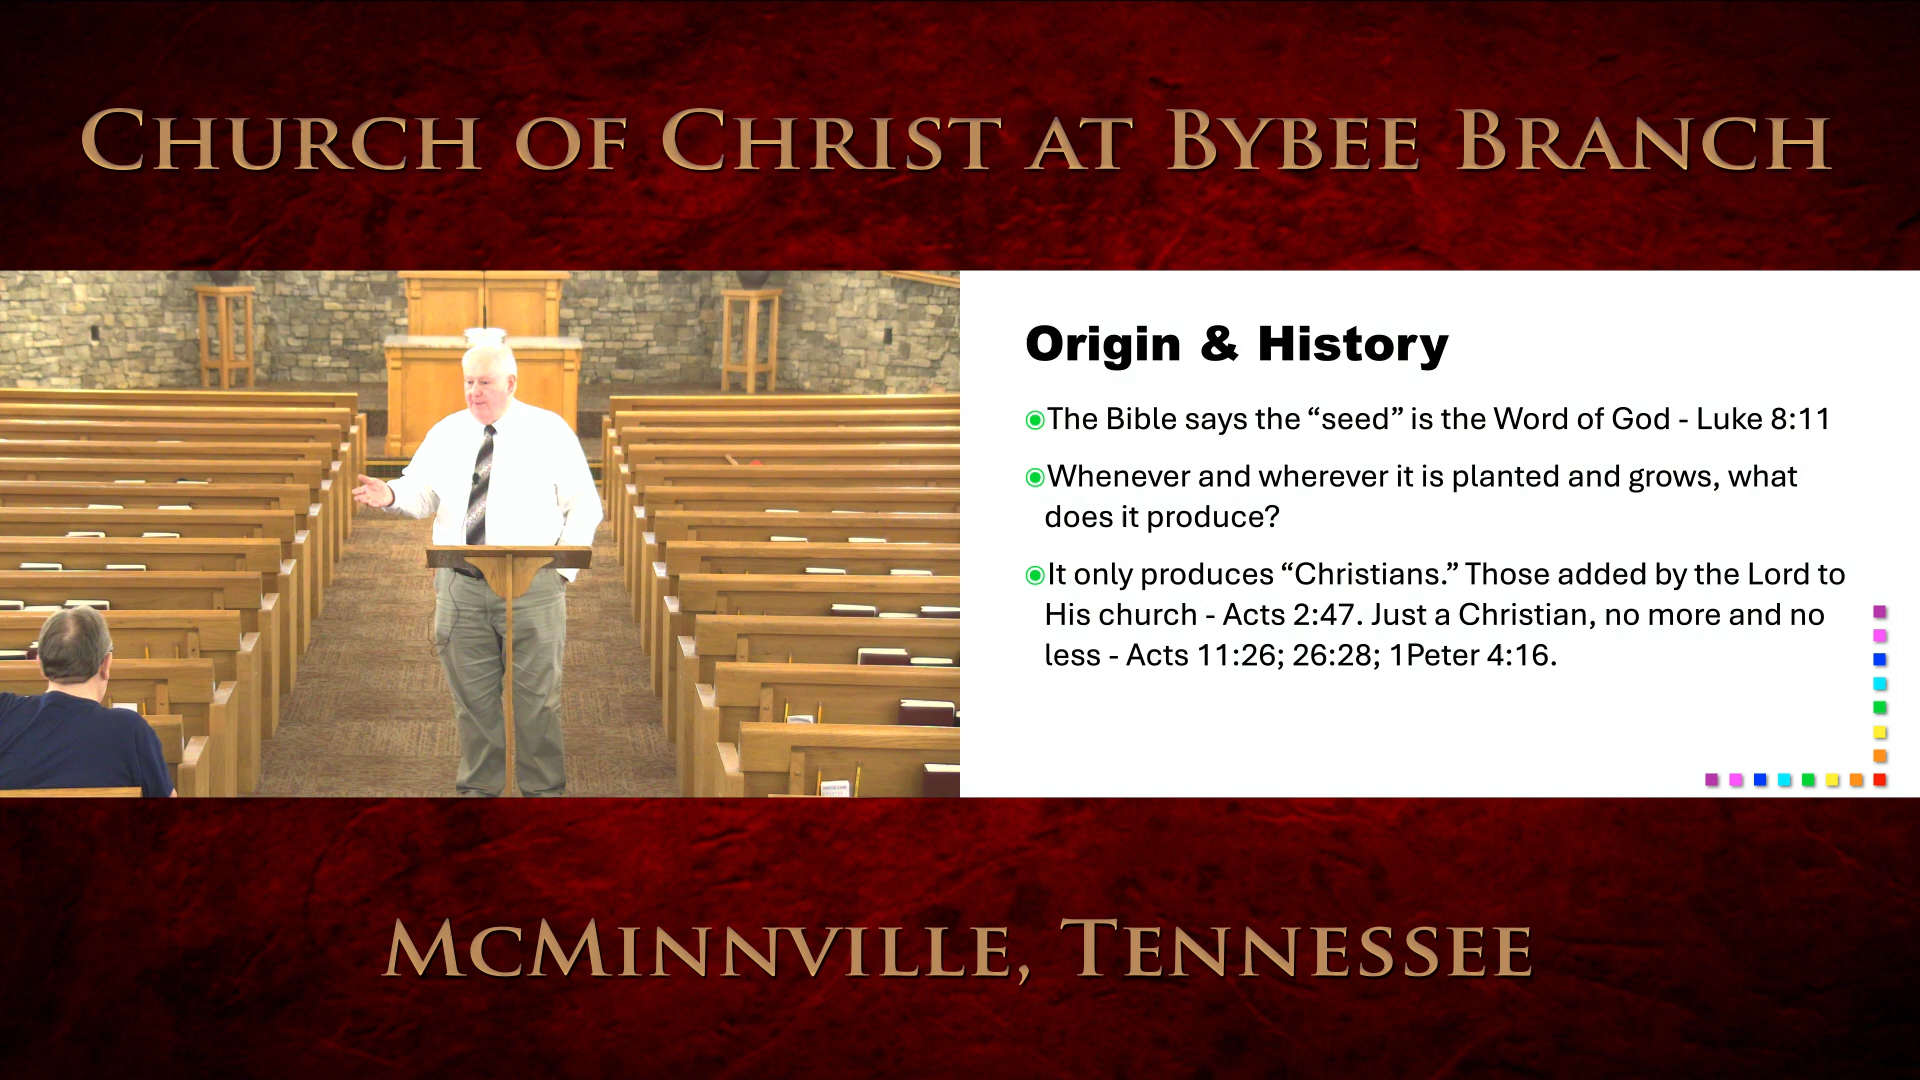 CHURCH OF CHRIST AT BYBEE BRANCH
Origin & History
The Bible says the “seed” is the Word of God - Luke 8:11
Whenever and wherever it is planted and grows, what
does it produce?
It only produces “Christians.” Those added by the Lord to
His church - Acts 2:47. Just a Christian, no more and no
less - Acts 11:26; 26:28; 1Peter 4:16.
MCMINNVILLE, TENNESSEE